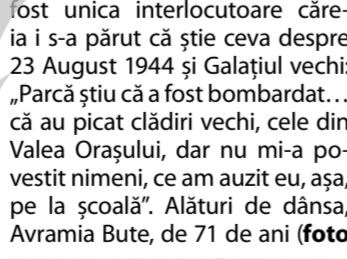 fost unica interlocutoare căre-
ia i s-a părut că știe ceva despre
23 August 1944 și Galațiul vechi:
„Parcă știu că a fost bombardat…
că au picat clădiri vechi, cele din
Valea Orașului, dar nu mi-a po-
vestit nimeni, ce am auzit eu, așa,
pe la școală”. Alături de dânsa,
Avramia Bute, de 71 de ani (foto